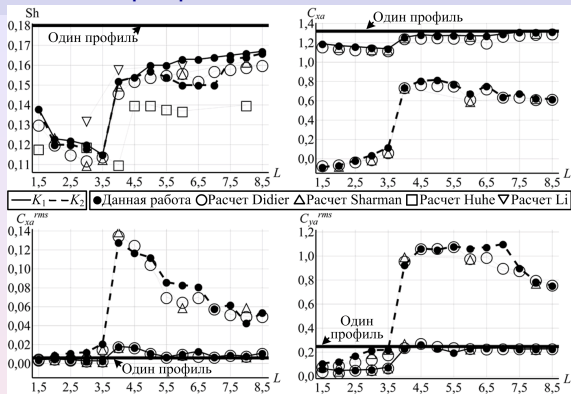 Sh
0,18
0,17
0,16
0,15
0,14
0,13
0,12
0,11
Один профиль
1,5 2,5 3,5 4,5 5,5 6,5 7,5 8,5 L
Cxa
1,4
1,2
1,0
0,8
0,6
0,4
0,2
0,0
Один профиль
1,5 2,5 3,5 4,5 5,5 6,5 7,5 8,5 L
K1 K2 Данная работа Расчет Didier Расчет Sharman Расчет Huhe Расчет Li
Cxa rms
0,14
0,12
0,10
0,08
0,06
0,04
0,02
0,00
Один профиль
1,5 2,5 3,5 4,5 5,5 6,5 7,5 8,5 L
Cya rms
1,2
1,0
0,8
0,6
0,4
0,2
0,0
Один
профиль
1,5 2,5 3,5 4,5 5,5 6,5 7,5 8,5 L